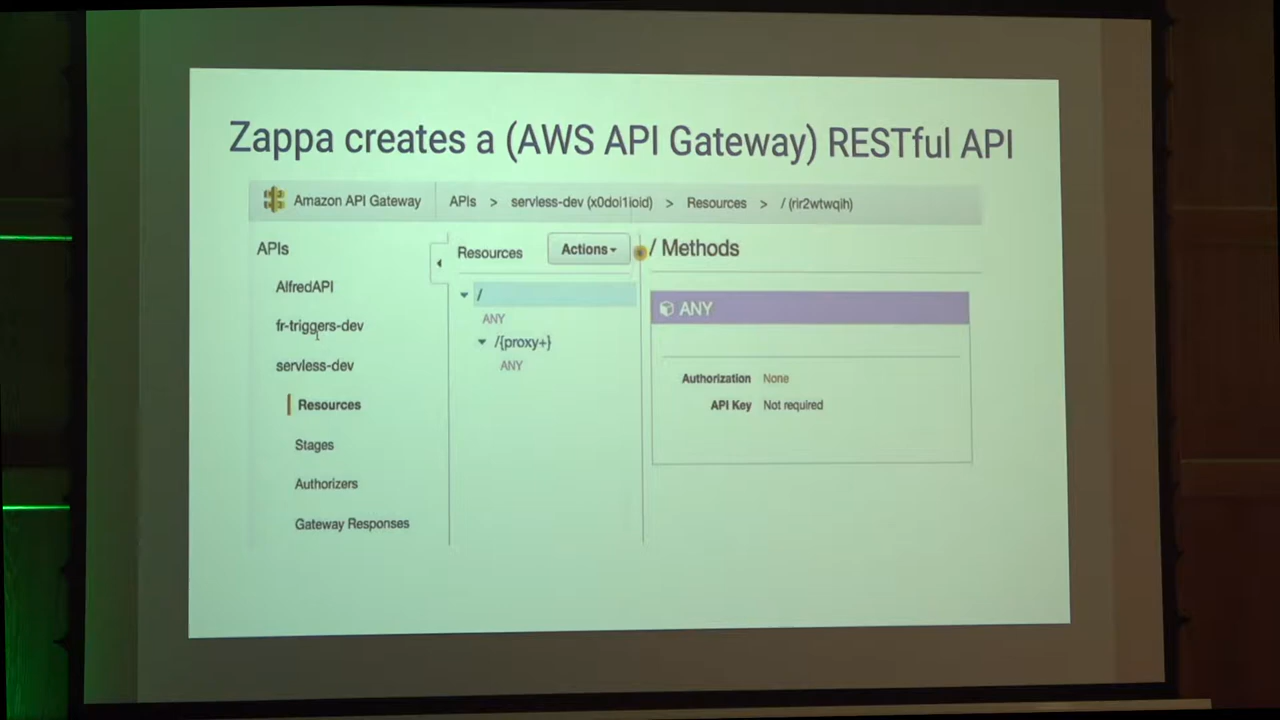 Zappa creates a (AWS API Gateway) RESTful API
Amazon API Gateway APIs > servless-dev (x0doi1ioid) > Resources > / (rir2wtwqih)
APIs
AlfredAPI
fr-triggers-dev
servless-dev
Resources
Stages
Authorizers
Gateway Responses
Resources Actions
/
ANY
/{proxy+}
ANY
/ Methods
ANY
Authorization None
API Key Not required